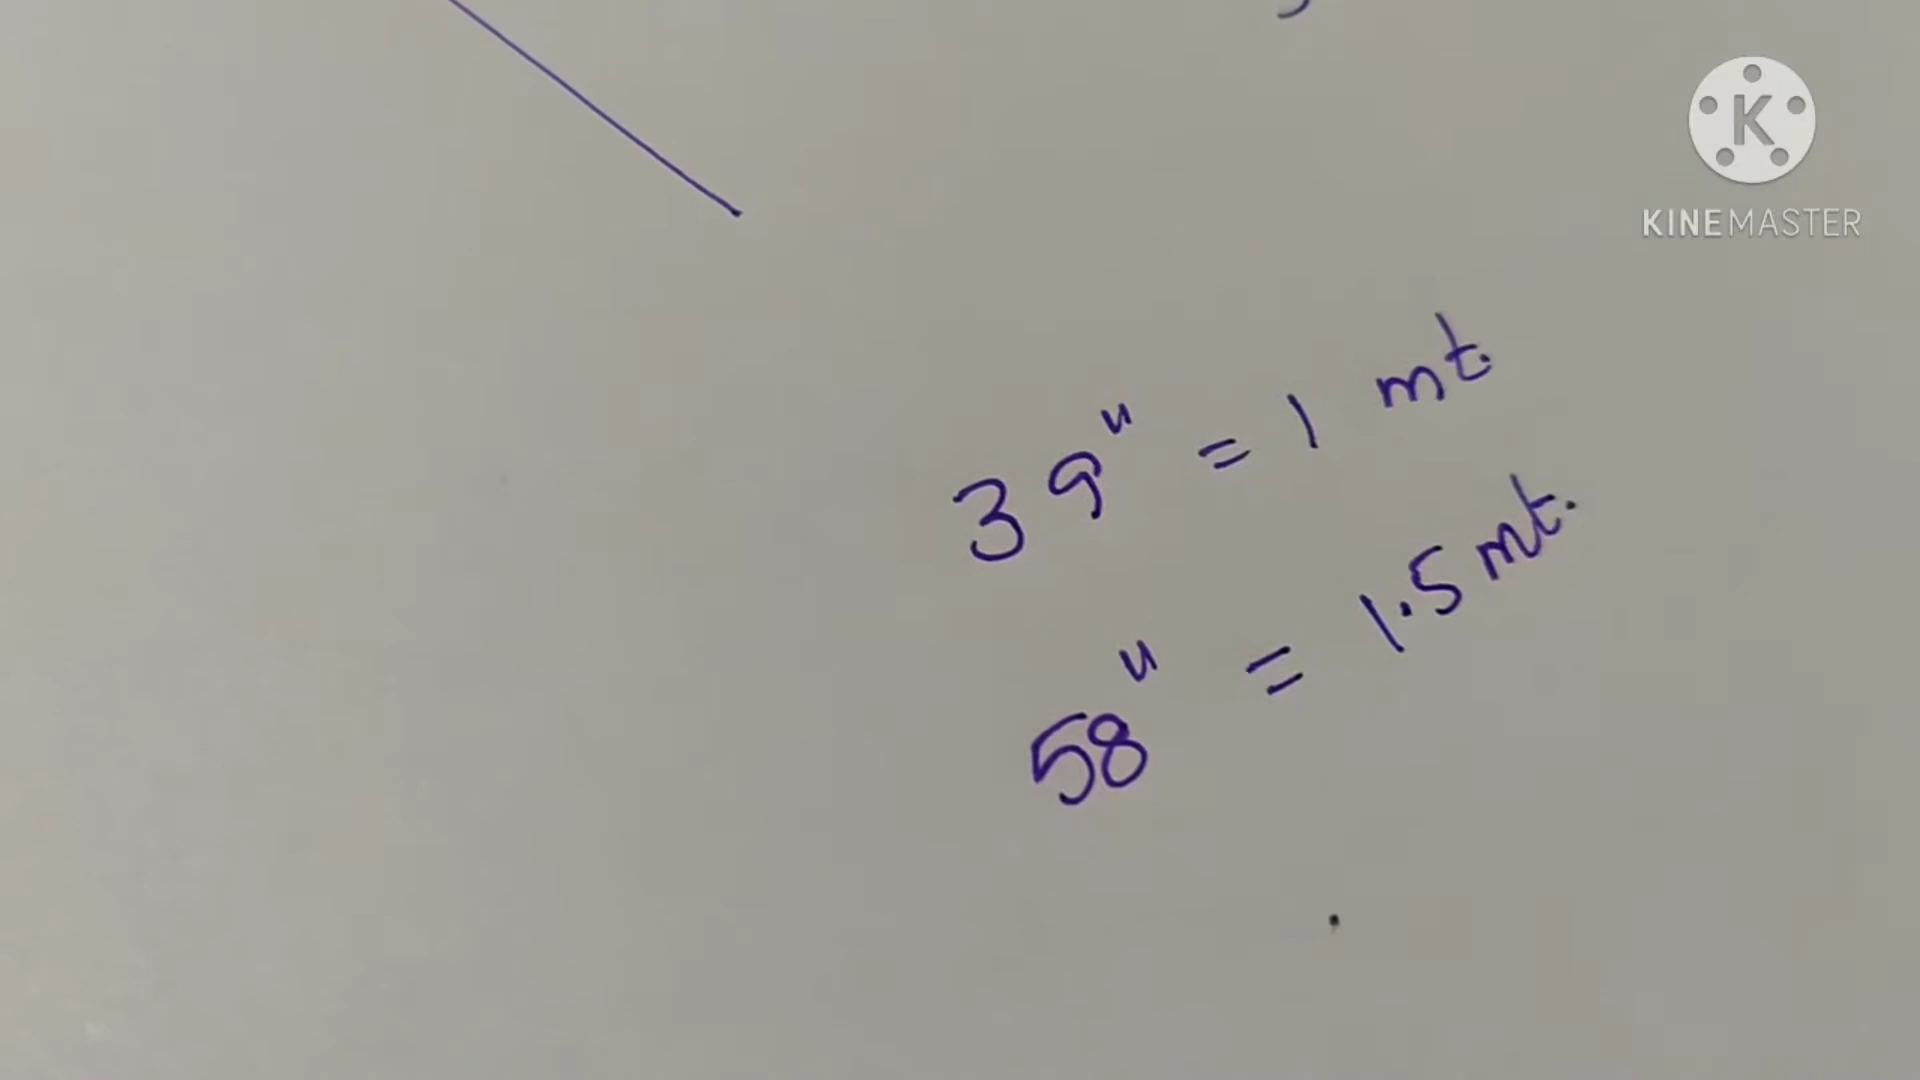 K
KINEMASTER
39" = 1 mt.
58" = 1.5 mt.